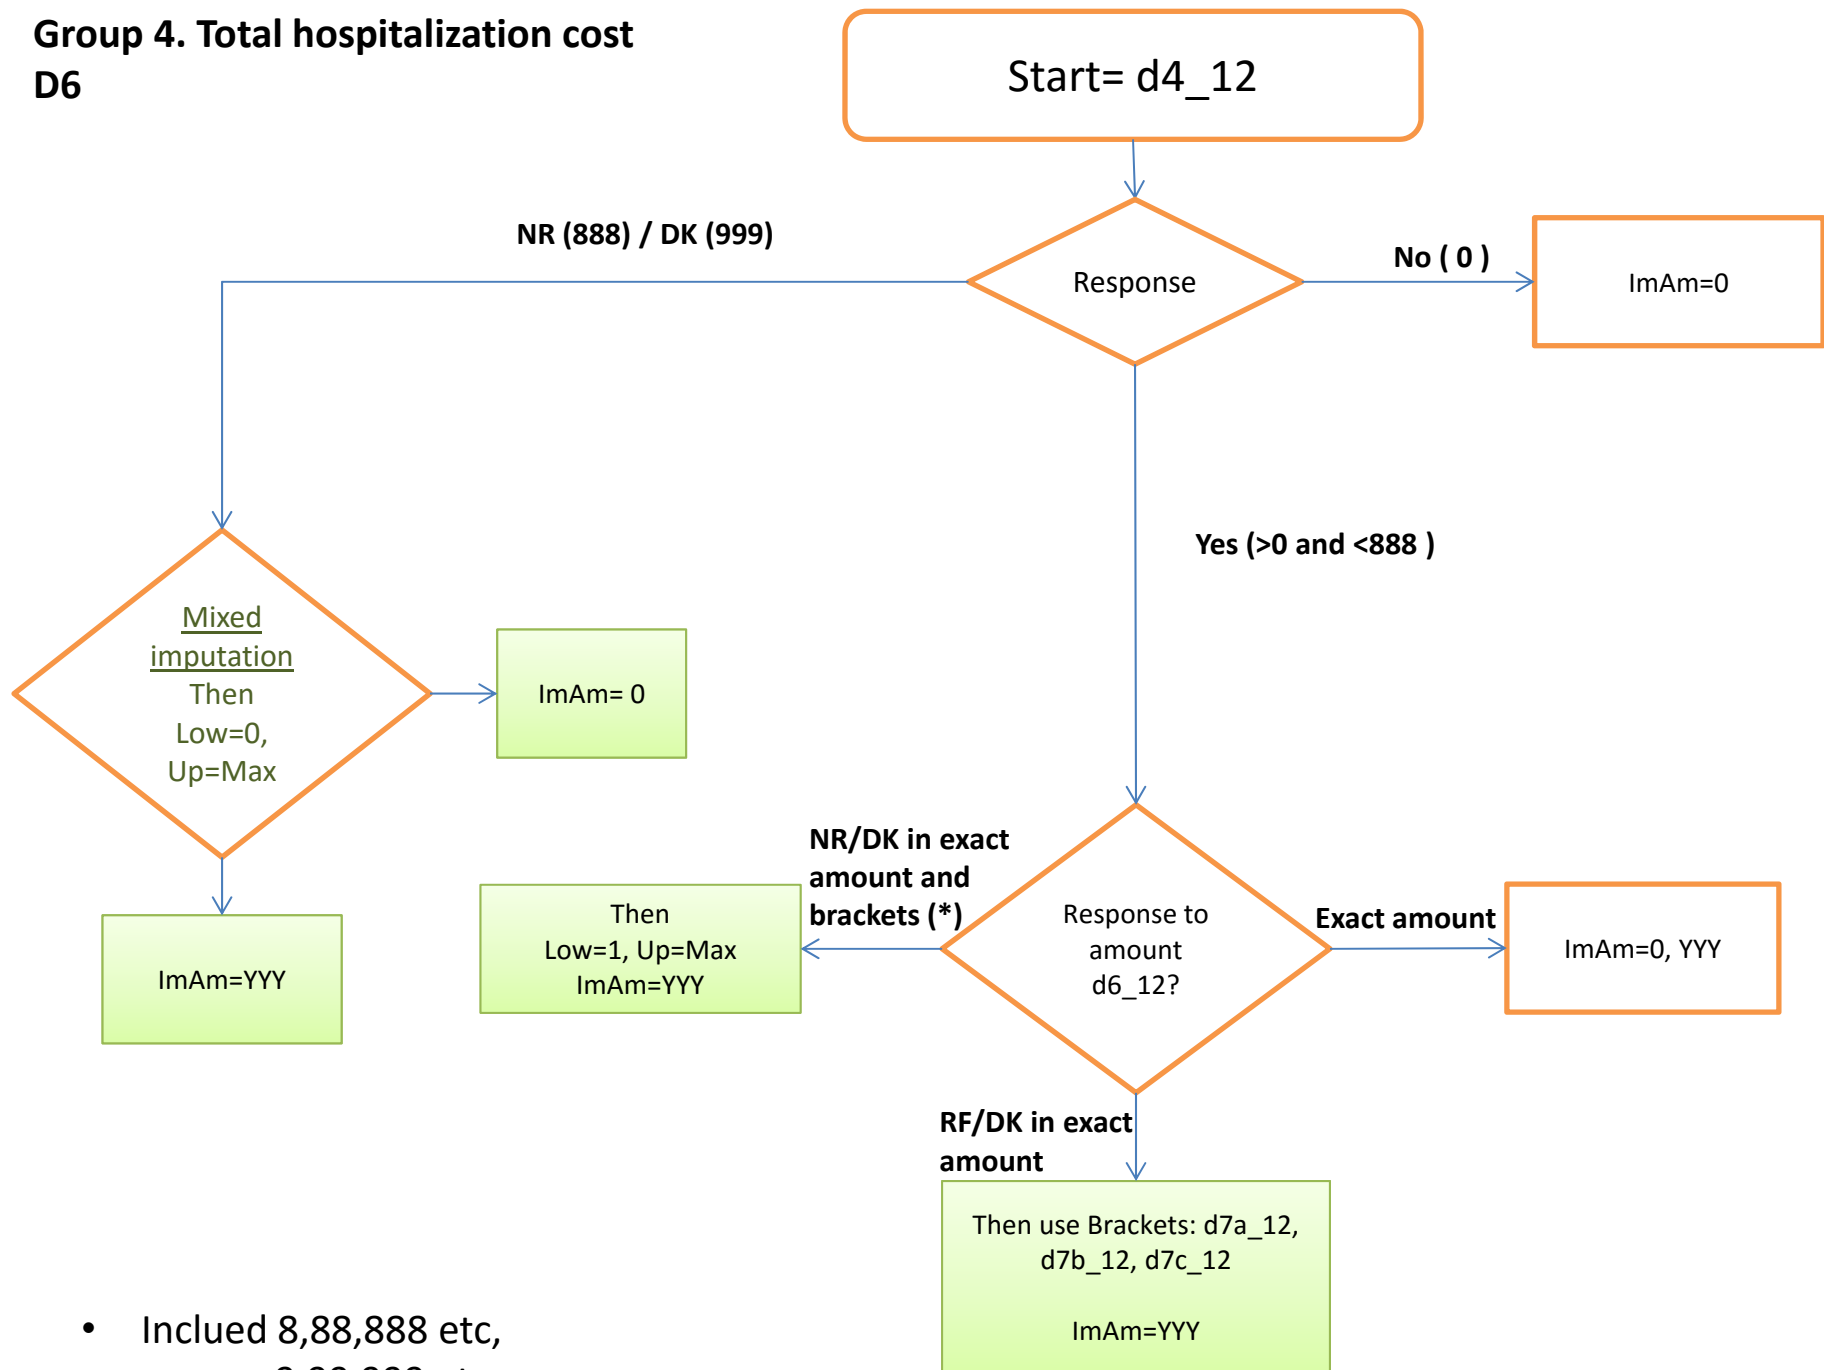 Group 4. Total hospitalization cost
D6
Start= d4_12
NR (888) / DK (999)
Response
No ( 0 )
ImAm=0
Yes (>0 and <888 )
Mixed
imputation
Then
Low=0,
Up=Max
ImAm= 0
ImAm=YYY
NR/DK in exact
amount and
brackets (*)
Then
Low=1, Up=Max
ImAm=YYY
Response to
amount
d6_12?
Exact amount
ImAm=0, YYY
RF/DK in exact
amount
Then use Brackets: d7a_12,
d7b_12, d7c_12
ImAm=YYY
• Inclued 8,88,888 etc,